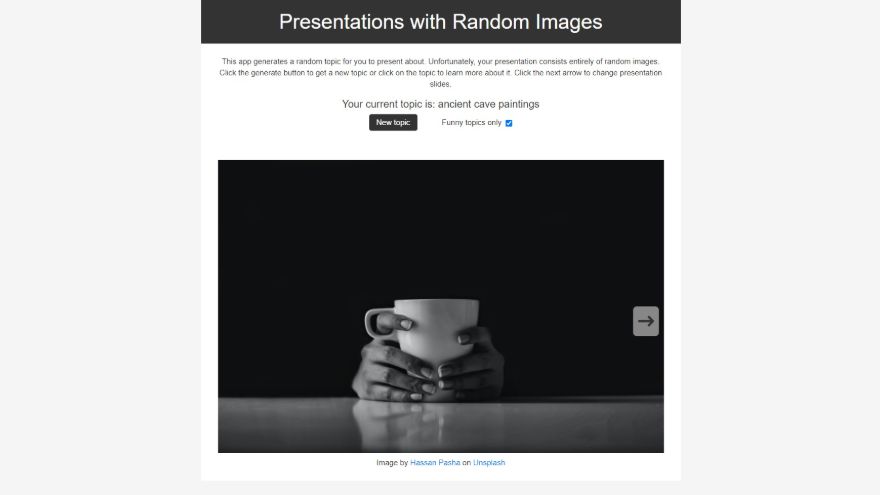 Presentations with Random Images
This app generates a random topic for you to present about. Unfortunately, your presentation consists entirely of random images.
Click the generate button to get a new topic or click on the topic to learn more about it. Click the next arrow to change presentation
slides.
Your current topic is: ancient cave paintings
New topic
Funny topics only
Image by Hassan Pasha on Unsplash